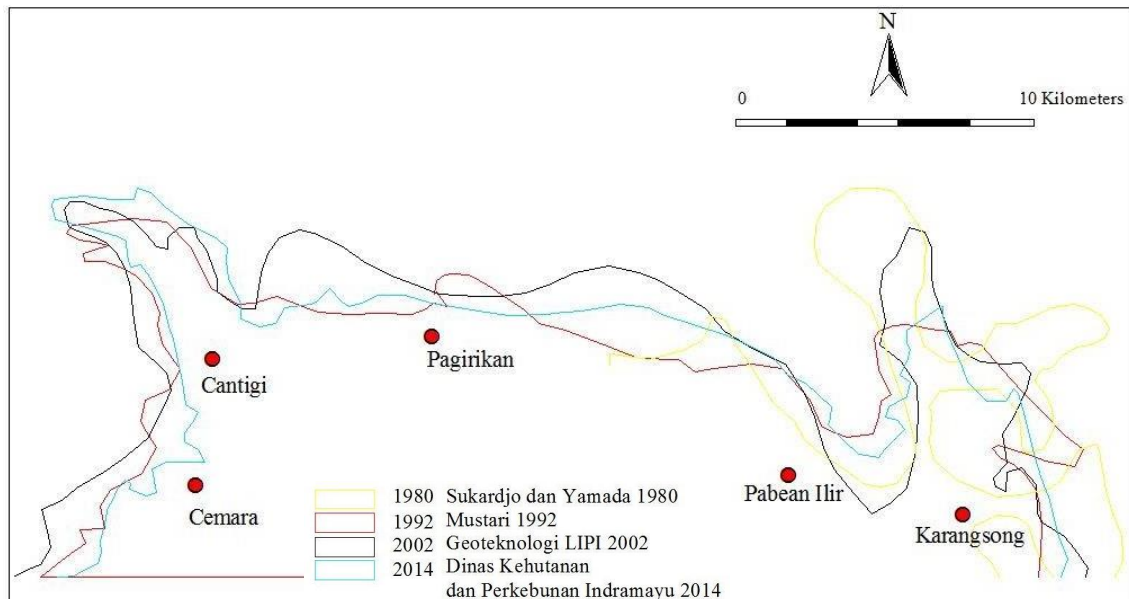 N
0 10 Kilometers
Pagirikan
Cantigi
Cemara
Pabean Ilir
Karangsong
1980 Sukardjo dan Yamada 1980
1992 Mustari 1992
2002 Geoteknologi LIPI 2002
2014 Dinas Kehutanan
dan Perkebunan Indramayu 2014